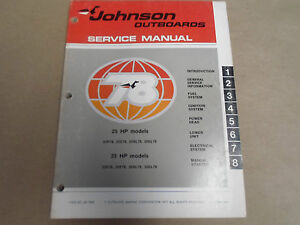 Johnson
OUTBOARDS
SERVICE MANUAL
78
25 HP models
35 HP models
INTRODUCTION 1
GENERAL SERVICE INFORMATION 2
FUEL SYSTEM 3
IGNITION SYSTEM 4
POWER HEAD 5
LOWER UNIT 6
ELECTRICAL SYSTEM 7
MANUAL STARTER 8